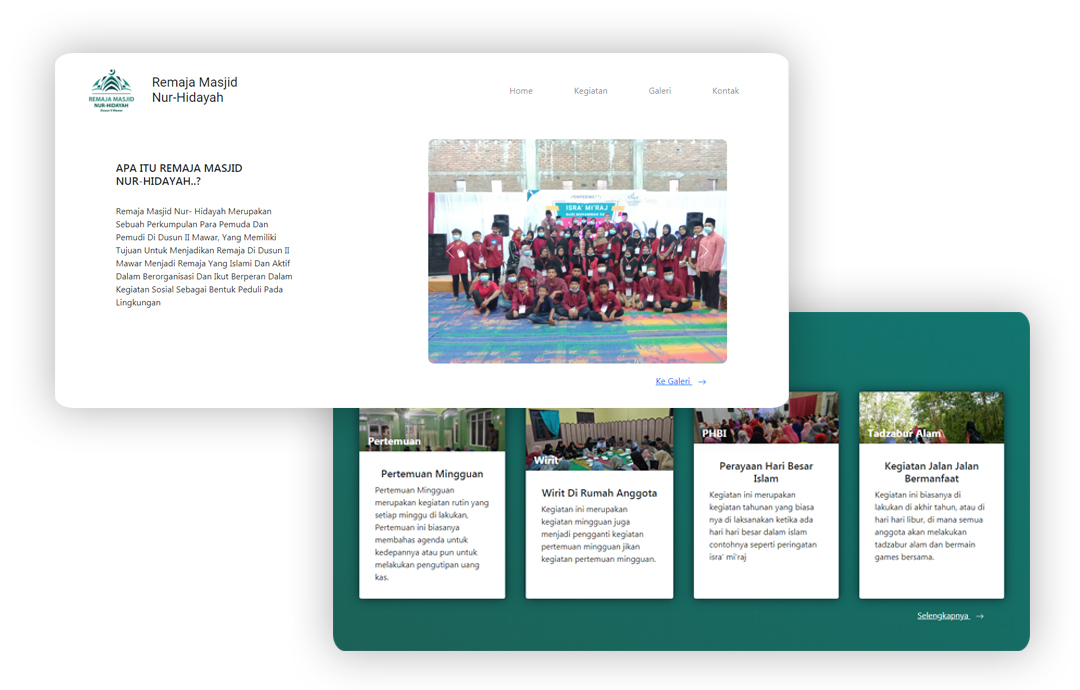 REMAJA MASJID
NUR-HIDAYAH
Dusun II Mawar
Remaja Masjid
Nur-Hidayah
Home
Kegiatan
Galeri
Kontak
APA ITU REMAJA MASJID
NUR-HIDAYAH..?
Remaja Masjid Nur- Hidayah Merupakan
Sebuah Perkumpulan Para Pemuda Dan
Pemudi Di Dusun II Mawar, Yang Memiliki
Tujuan Untuk Menjadikan Remaja Di Dusun II
Mawar Menjadi Remaja Yang Islami Dan Aktif
Dalam Berorganisasi Dan Ikut Berperan Dalam
Kegiatan Sosial Sebagai Bentuk Peduli Pada
Lingkungan
ISRA' MI'RAJ
Ke Galeri →
Pertemuan
Pertemuan Mingguan
Pertemuan Mingguan
merupakan kegiatan rutin yang
setiap minggu di lakukan,
Pertemuan ini biasanya
membahas agenda untuk
kedepannya atau pun untuk
melakukan pengutipan uang
kas.
Wirit
Wirit Di Rumah Anggota
Kegiatan ini merupakan
kegiatan mingguan juga
menjadi pengganti kegiatan
pertemuan mingguan jikan
kegiatan pertemuan mingguan.
PHBI
Perayaan Hari Besar
Islam
Kegiatan ini merupakan
kegiatan tahunan yang biasa
nya di laksanakan ketika ada
hari hari besar dalam islam
contohnya seperti peringatan
isra' mi'raj
Tadzabur Alam
Kegiatan Jalan Jalan
Bermanfaat
Kegiatan ini biasanya di
lakukan di akhir tahun, atau di
hari hari libur, di mana semua
anggota akan melakukan
tadzabur alam dan bermain
games bersama.
Selengkapnya →